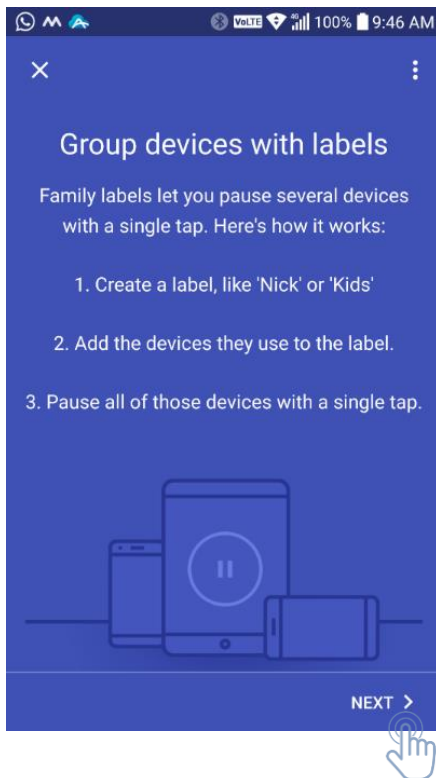 VoLTE 4G 100% 9:46 AM
Group devices with labels
Family labels let you pause several devices
with a single tap. Here's how it works:
1. Create a label, like 'Nick' or 'Kids'
2. Add the devices they use to the label.
3. Pause all of those devices with a single tap.
NEXT